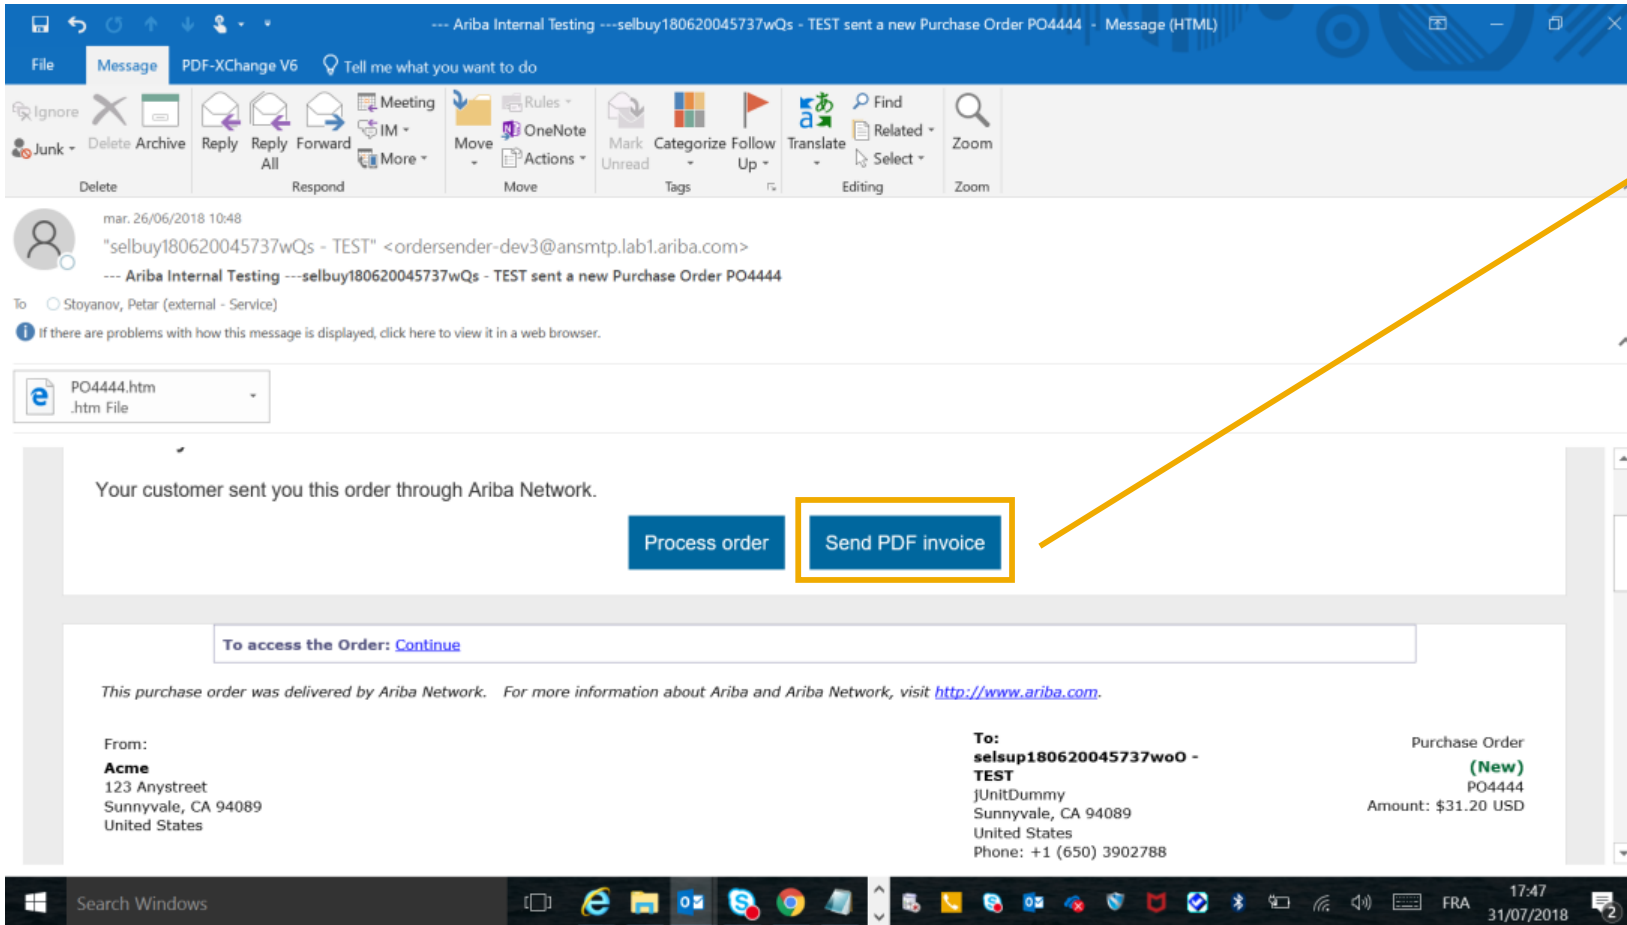 --- Ariba Internal Testing ---selbuy180620045737wQs - TEST sent a new Purchase Order PO4444 - Message (HTML)
File Message PDF-XChange V6 Tell me what you want to do
Ignore
Junk
Delete
Archive
Delete
Reply
Reply All
Forward
Meeting
IM
More
Respond
Move
Rules
OneNote
Actions
Move
Mark Unread
Categorize
Follow Up
Tags
Translate
Find
Related
Select
Editing
Zoom
Zoom
mar. 26/06/2018 10:48
"selbuy180620045737wQs - TEST" <ordersender-dev3@ansmtp.lab1.ariba.com>
--- Ariba Internal Testing ---selbuy180620045737wQs - TEST sent a new Purchase Order PO4444
To Stoyanov, Petar (external - Service)
If there are problems with how this message is displayed, click here to view it in a web browser.
PO4444.htm
.htm File
Your customer sent you this order through Ariba Network.
Process order Send PDF invoice
To access the Order: Continue
This purchase order was delivered by Ariba Network. For more information about Ariba and Ariba Network, visit http://www.ariba.com.
From:
Acme
123 Anystreet
Sunnyvale, CA 94089
United States
To:
selsup180620045737woO -
TEST
jUnitDummy
Sunnyvale, CA 94089
United States
Phone: +1 (650) 3902788
Purchase Order
(New)
PO4444
Amount: $31.20 USD
Search Windows
FRA
17:47
31/07/2018
2